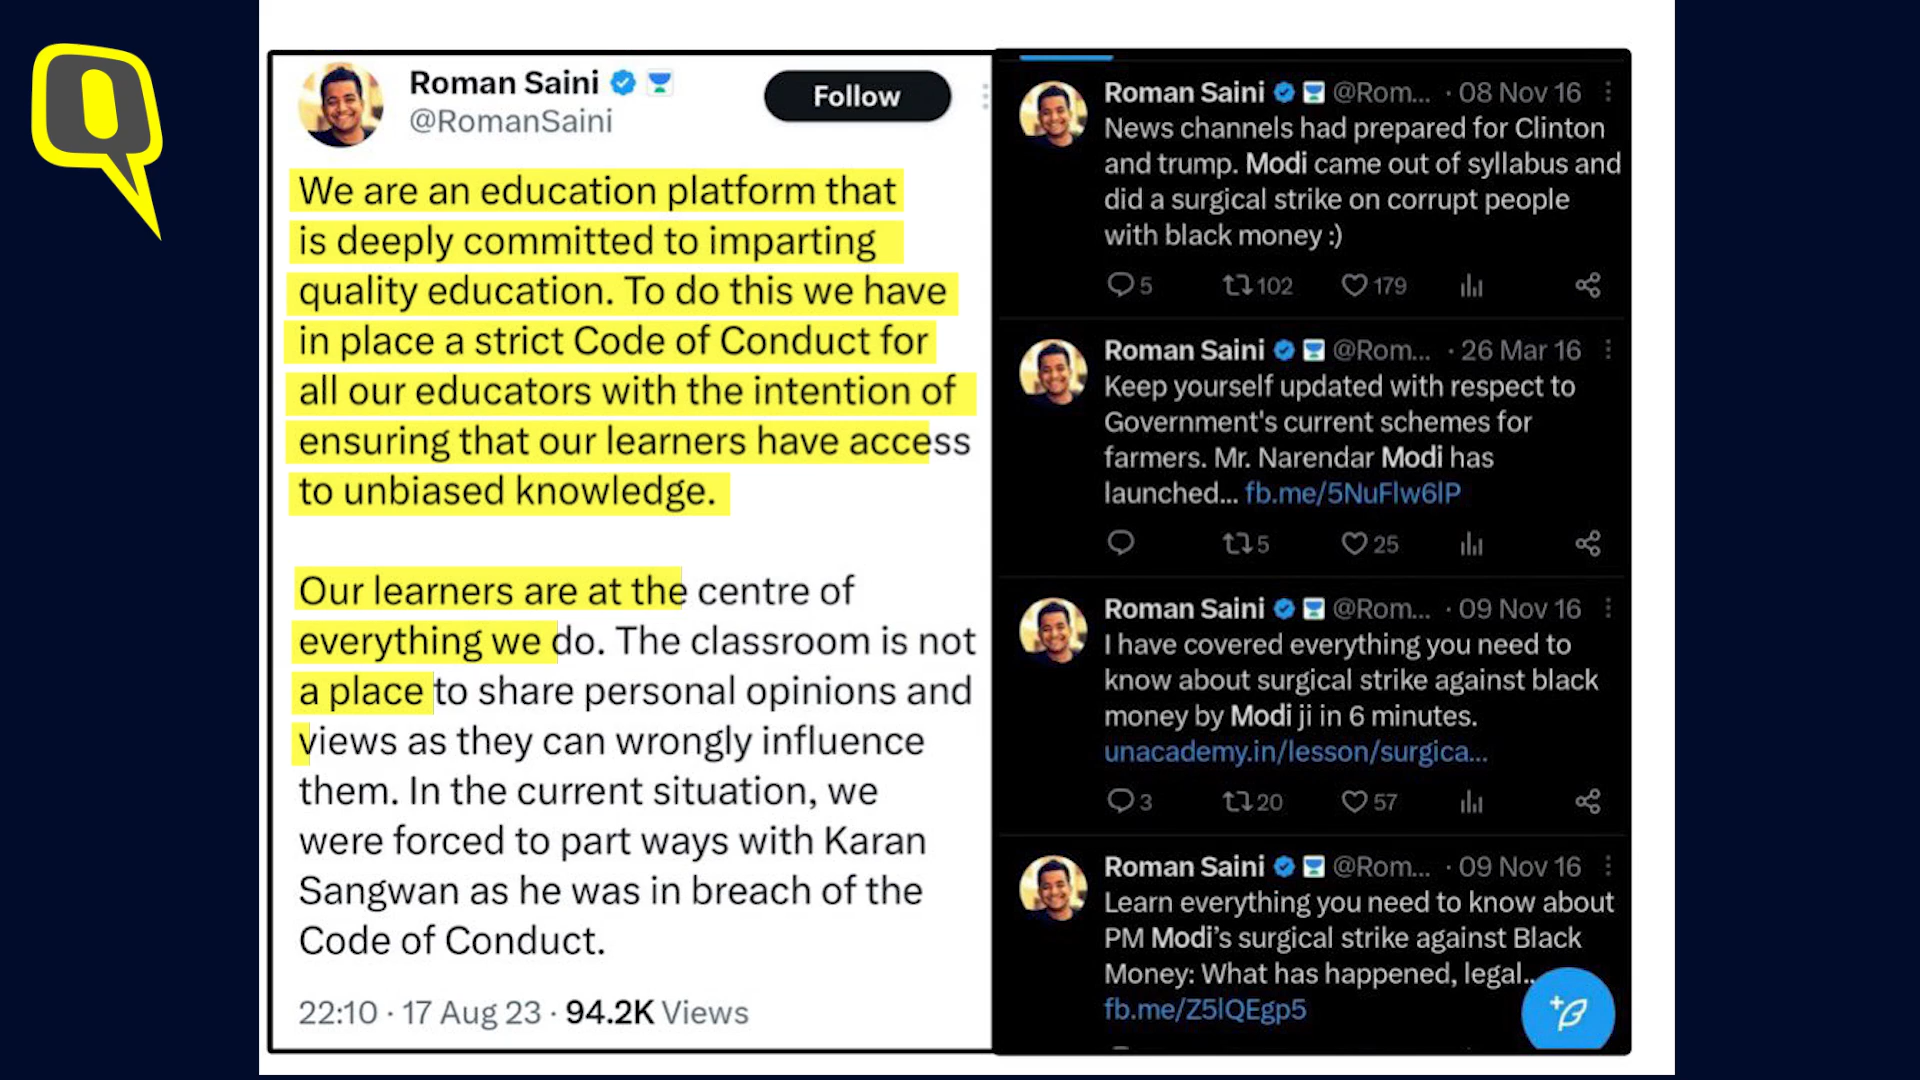 Q
Roman Saini
@RomanSaini
Follow
We are an education platform that
is deeply committed to imparting
quality education. To do this we have
in place a strict Code of Conduct for
all our educators with the intention of
ensuring that our learners have access
to unbiased knowledge.
Our learners are at the centre of
everything we do. The classroom is not
a place to share personal opinions and
views as they can wrongly influence
them. In the current situation, we
were forced to part ways with Karan
Sangwan as he was in breach of the
Code of Conduct.
22:10 · 17 Aug 23 · 94.2K Views
Roman Saini @Rom... · 08 Nov 16
News channels had prepared for Clinton
and trump. Modi came out of syllabus and
did a surgical strike on corrupt people
with black money :)
5 102 179
Roman Saini @Rom... · 26 Mar 16
Keep yourself updated with respect to
Government's current schemes for
farmers. Mr. Narendar Modi has
launched... fb.me/5NuFlw6lP
5 25
Roman Saini @Rom... · 09 Nov 16
I have covered everything you need to
know about surgical strike against black
money by Modi ji in 6 minutes.
unacademy.in/lesson/surgica...
3 20 57
Roman Saini @Rom... · 09 Nov 16
Learn everything you need to know about
PM Modi's surgical strike against Black
Money: What has happened, legal..
fb.me/Z5lQEgp5